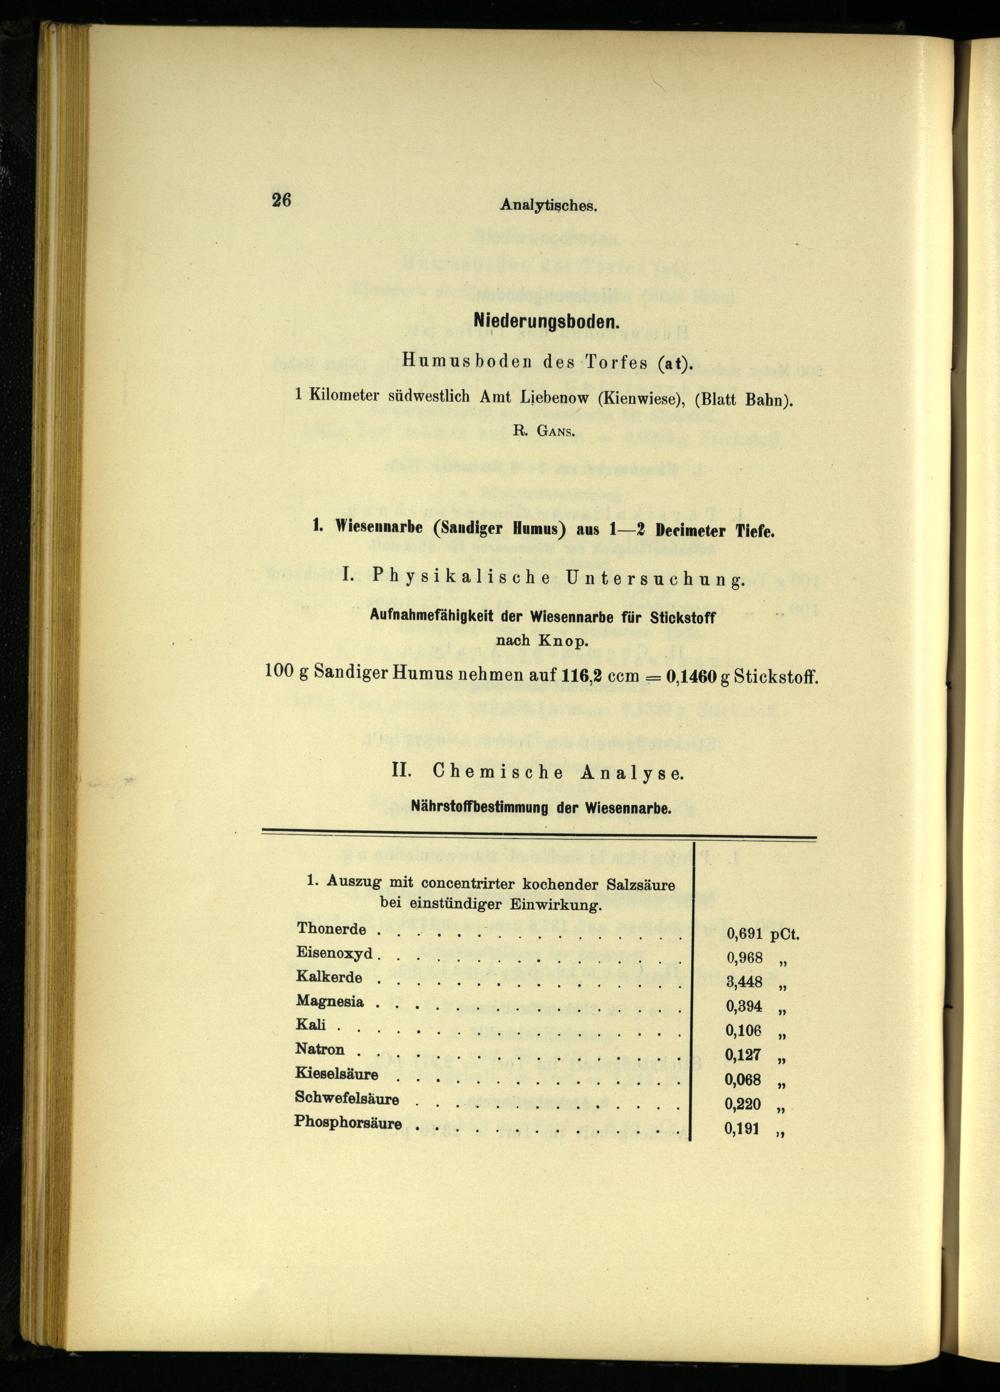 26
Analytisches.
Niederungsboden.
Humusboden des Torfes (at).
1 Kilometer südwestlich Amt Liebenow (Kienwiese), (Blatt Bahn).
R. Gans.
1. Wiesennarbe (Sandiger Humus) aus 1—2 Decimeter Tiefe.
I. Physikalische Untersuchung.
Aufnahmefähigkeit der Wiesennarbe für Stickstoff
nach Knop.
100 g Sandiger Humus nehmen auf 116,2 ccm = 0,1460 g Stickstoff.
II. Chemische Analyse.
Nährstoffbestimmung der Wiesennarbe.
1. Auszug mit concentrirter kochender Salzsäure
bei einstündiger Einwirkung.
Thonerde . . . . . . . . . . . . . . . . 0,691 pCt.
Eisenoxyd . . . . . . . . . . . . . . . . 0,968 „
Kalkerde . . . . . . . . . . . . . . . . 3,448 „
Magnesia . . . . . . . . . . . . . . . . 0,394 „
Kali . . . . . . . . . . . . . . . . . . 0,106 „
Natron . . . . . . . . . . . . . . . . . 0,127 „
Kieselsäure . . . . . . . . . . . . . . . 0,068 „
Schwefelsäure . . . . . . . . . . . . . . 0,220 „
Phosphorsäure . . . . . . . . . . . . . . 0,191 „